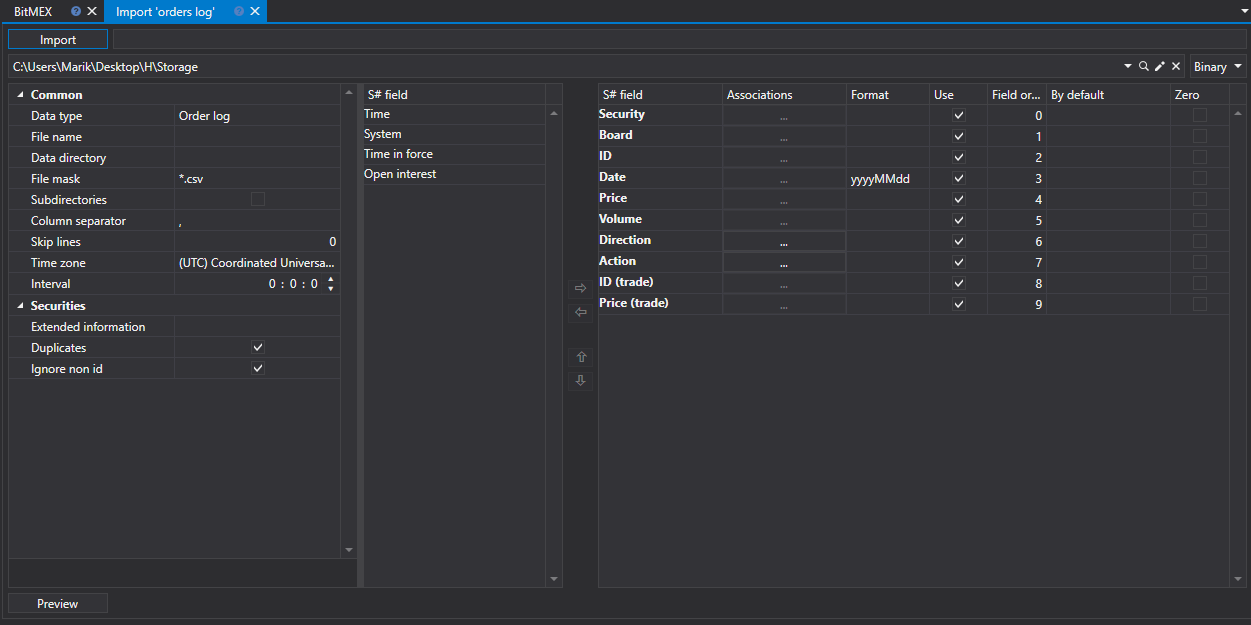 BitMEX ? Import 'orders log' ?
Import
C:\Users\Marik\Desktop\H\Storage Binary
Common
Data type Order log
File name
Data directory
File mask *.csv
Subdirectories
Column separator ,
Skip lines 0
Time zone (UTC) Coordinated Universa...
Interval 0 : 0 : 0
Securities
Extended information
Duplicates
Ignore non id
S# field
Time
System
Time in force
Open interest
S# field Associations Format Use Field or... By default Zero
Security ... 0
Board ... 1
ID ... 2
Date ... yyyyMMdd 3
Price ... 4
Volume ... 5
Direction ... 6
Action ... 7
ID (trade) ... 8
Price (trade) ... 9
Preview